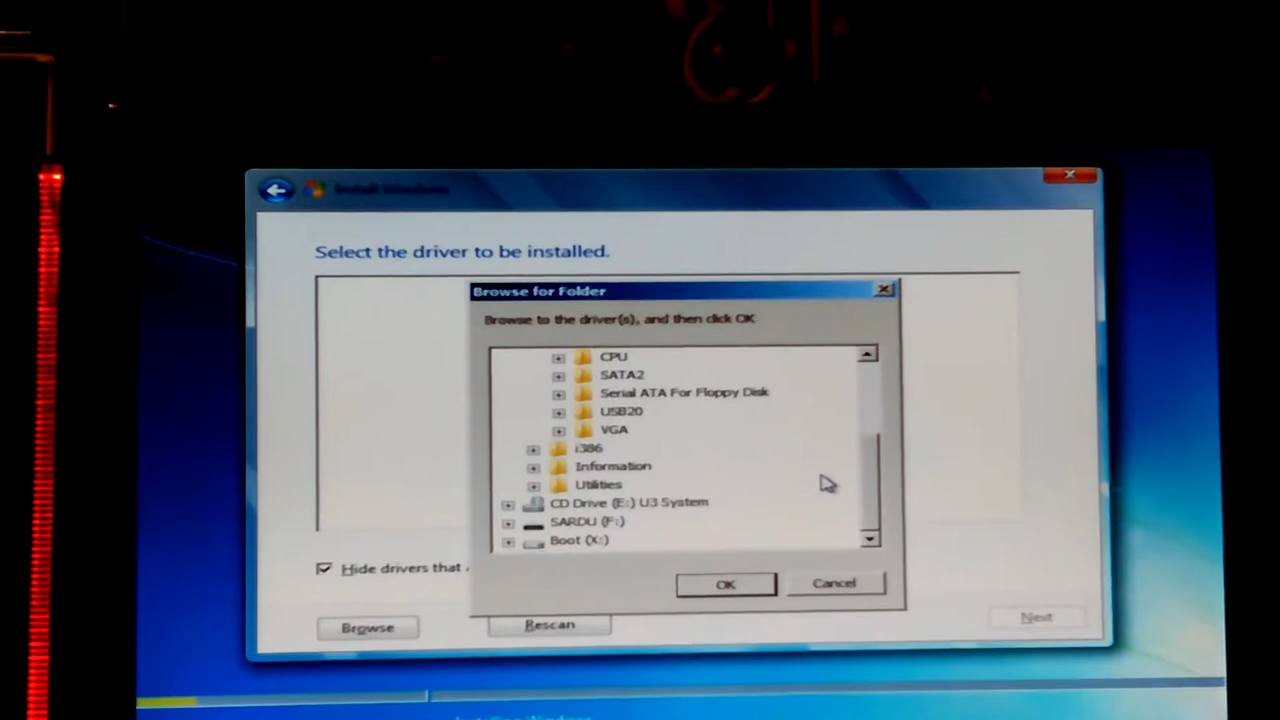 Install Windows
Select the driver to be installed.
Browse for Folder
Browse to the driver(s), and then click OK
CPU
SATA2
Serial ATA For Floppy Disk
USB20
VGA
i386
Information
Utilities
CD Drive (E:) U3 System
SARDU (F:)
Boot (X:)
Hide drivers that
OK
Cancel
Browse
Rescan
Next
Installing Windows